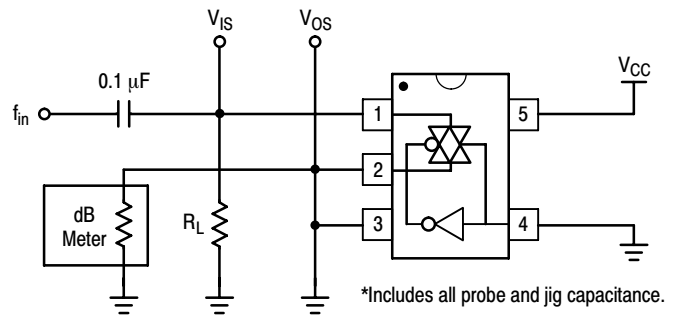 V_IS V_OS
0.1 μF
V_CC
f_in
1
5
2
dB
Meter
R_L
3
4
*Includes all probe and jig capacitance.